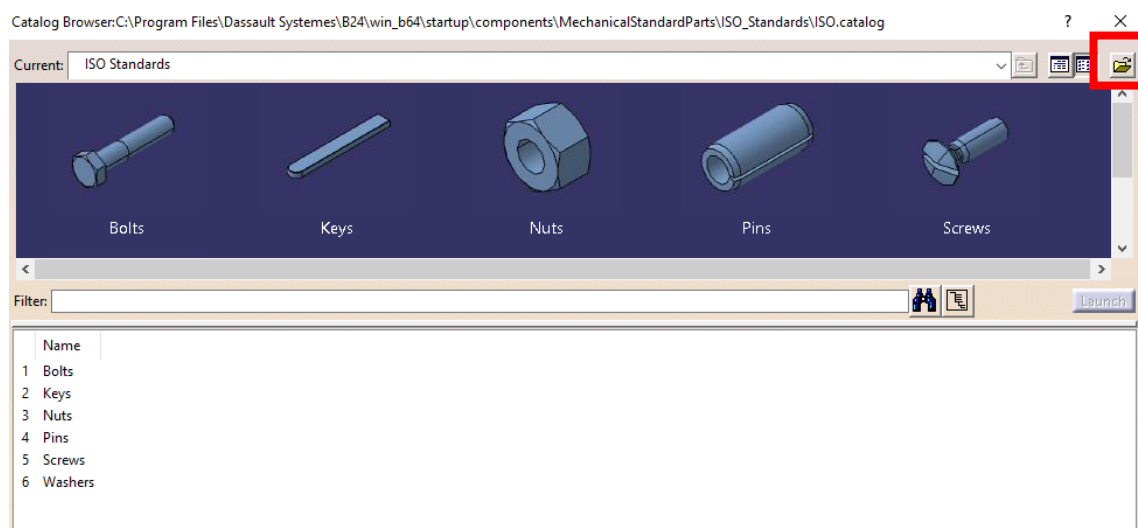 Catalog Browser:C:\Program Files\Dassault Systemes\B24\win_b64\startup\components\MechanicalStandardParts\ISO_Standards\ISO.catalog ?
Current: ISO Standards
Bolts Keys Nuts Pins Screws
Filter: Launch
Name
1 Bolts
2 Keys
3 Nuts
4 Pins
5 Screws
6 Washers